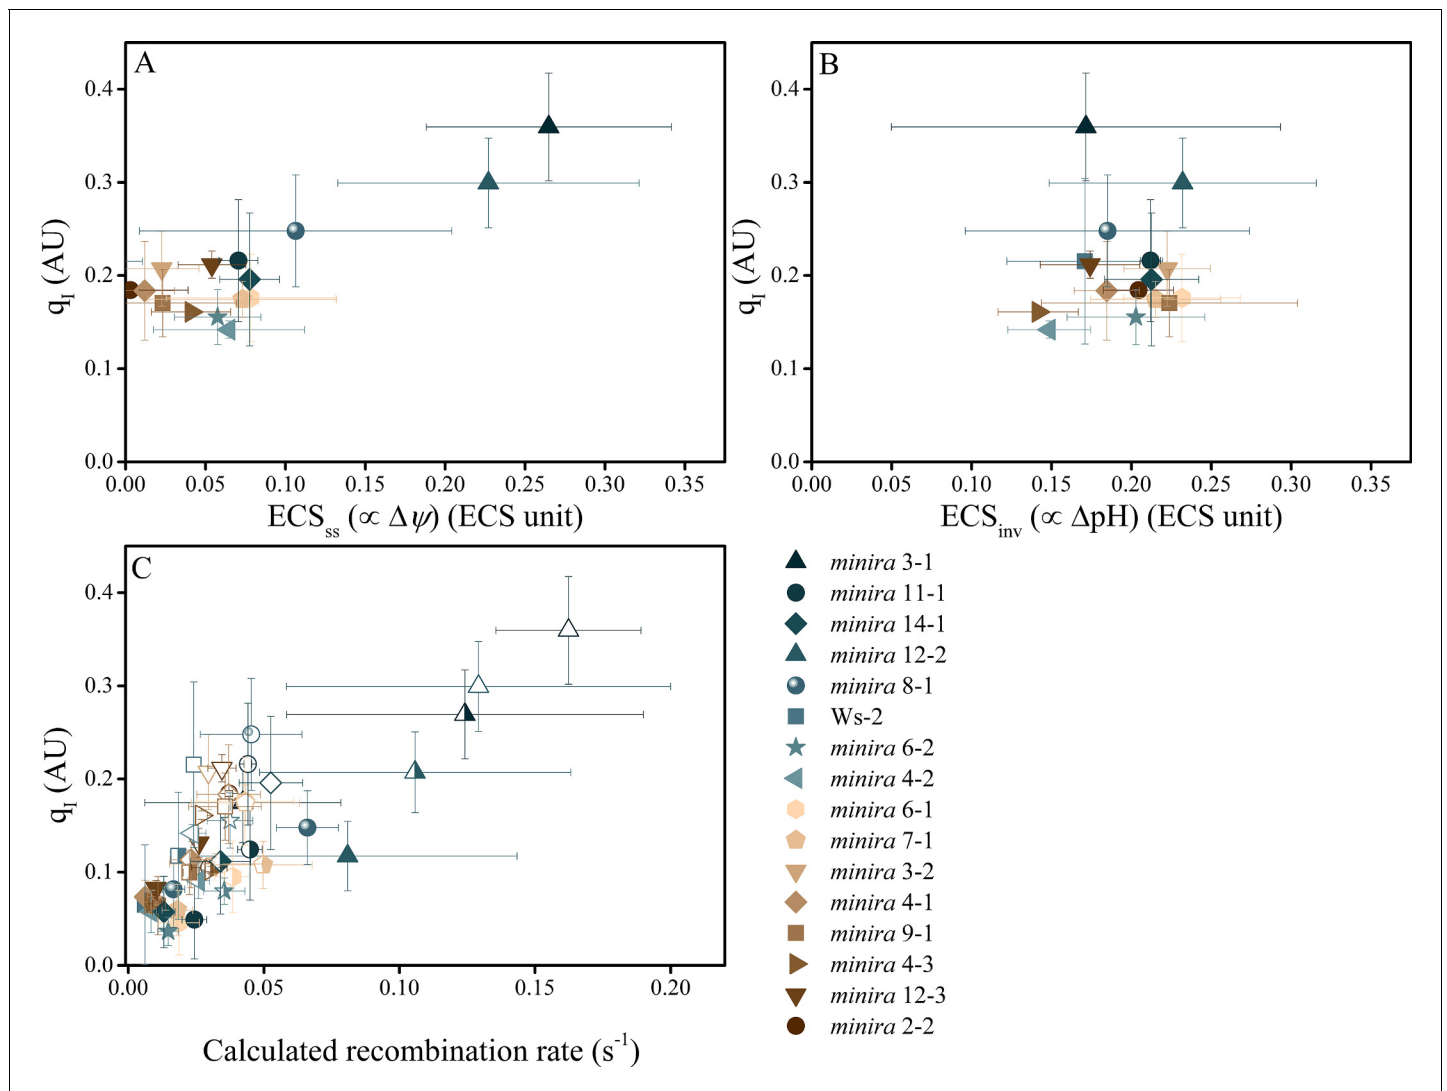 A
0.4
0.3
0.2
0.1
0.0
qI (AU)
0.00 0.05 0.10 0.15 0.20 0.25 0.30 0.35
ECSss (∝ Δψ) (ECS unit)
B
0.4
0.3
0.2
0.1
0.0
qI (AU)
0.00 0.05 0.10 0.15 0.20 0.25 0.30 0.35
ECSinv (∝ ΔpH) (ECS unit)
C
0.4
0.3
0.2
0.1
0.0
qI (AU)
0.00 0.05 0.10 0.15 0.20
Calculated recombination rate (s-1)
minira 3-1
minira 11-1
minira 14-1
minira 12-2
minira 8-1
Ws-2
minira 6-2
minira 4-2
minira 6-1
minira 7-1
minira 3-2
minira 4-1
minira 9-1
minira 4-3
minira 12-3
minira 2-2